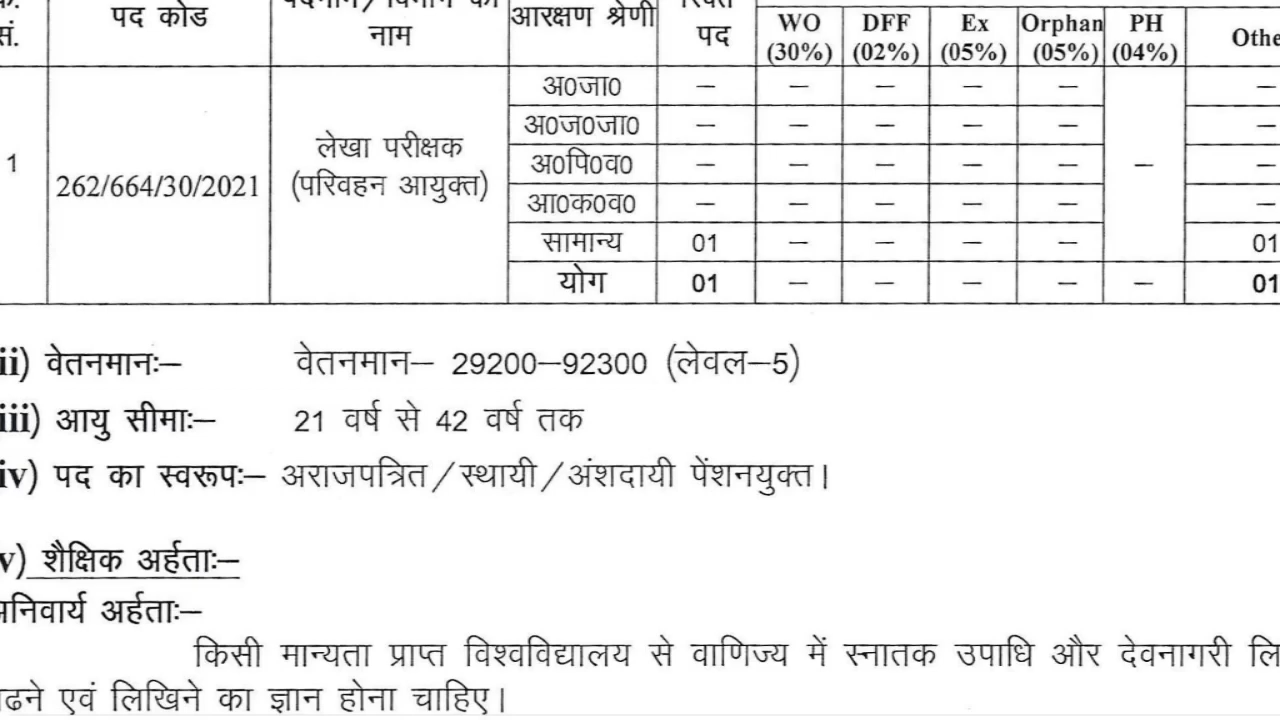 सं.
पद कोड
नाम
आरक्षण श्रेणी
पद
WO (30%)
DFF (02%)
Ex (05%)
Orphan (05%)
PH (04%)
1
262/664/30/2021
लेखा परीक्षक
(परिवहन आयुक्त)
अ0जा0 – – – – – –
अ0ज0जा0 – – – – – –
अ0पि0व0 – – – – – – –
आ0क0व0 – – – – – –
सामान्य 01 – – – – 01
योग 01 – – – – – 01
ii) वेतनमानः– वेतनमान– 29200–92300 (लेवल–5)
iii) आयु सीमाः– 21 वर्ष से 42 वर्ष तक
iv) पद का स्वरूपः– अराजपत्रित/स्थायी/अंशदायी पेंशनयुक्त।
v) शैक्षिक अर्हताः–
अर्हताः–
किसी मान्यता प्राप्त विश्वविद्यालय से वाणिज्य में स्नातक उपाधि और देवनागरी
एवं लिखिने का ज्ञान होना चाहिए।